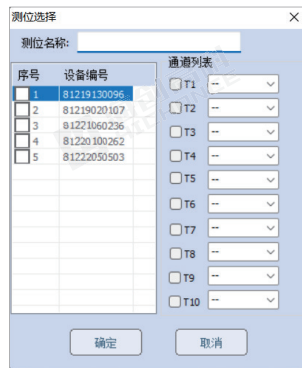 测位选择
测位名称:
序号 设备编号
1 81219130096
2 81219020107
3 81221060236
4 81220100262
5 81222050503
通道列表
T1 --
T2 --
T3 --
T4 --
T5 --
T6 --
T7 --
T8 --
T9 --
T10 --
确定 取消